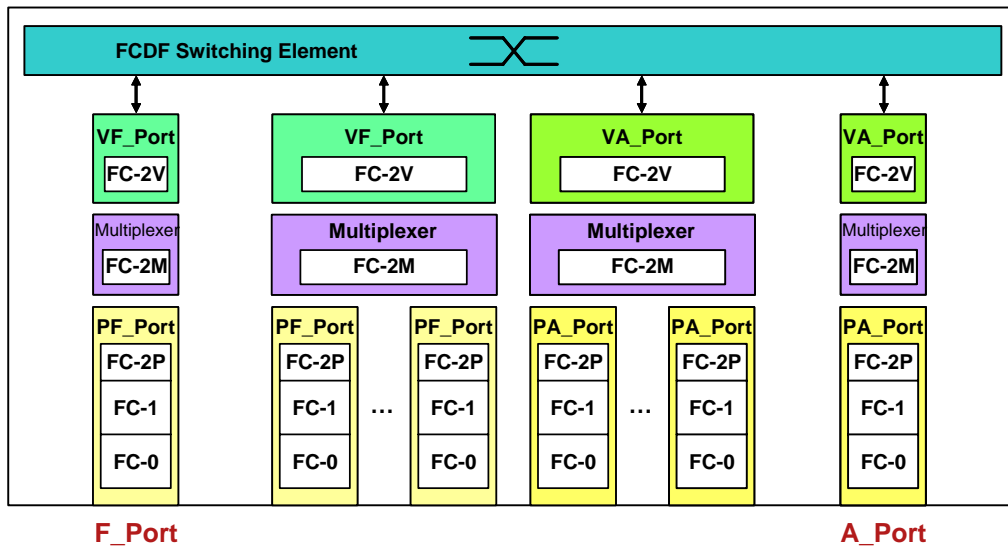 FCDF Switching Element
VF_Port VF_Port VA_Port VA_Port
FC-2V FC-2V FC-2V FC-2V
Multiplexer Multiplexer Multiplexer Multiplexer
FC-2M FC-2M FC-2M FC-2M
PF_Port PF_Port PF_Port PA_Port PA_Port PA_Port
FC-2P FC-2P FC-2P FC-2P FC-2P FC-2P
FC-1 FC-1 ... FC-1 FC-1 ... FC-1 FC-1
FC-0 FC-0 FC-0 FC-0 FC-0 FC-0
F_Port A_Port